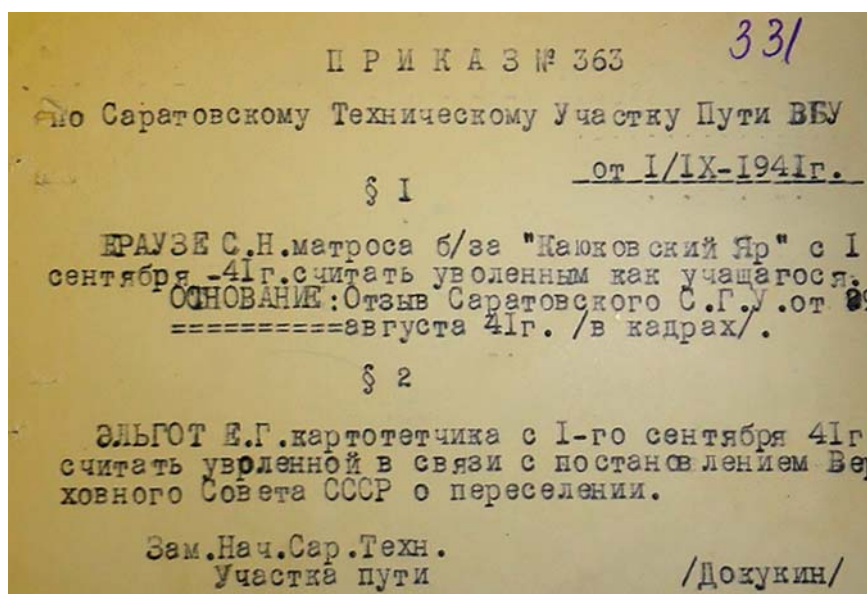 331
ПРИКАЗ № 363
по Саратовскому Техническому Участку Пути ВБУ
от I/IX-1941г.
§ I
КРАУЗЕ С.Н.матроса б/за "Каюковский Яр" с I
сентября -41г.считать уволенным как учащагося.
ОСНОВАНИЕ:Отзыв Саратовского С.Г.У.от
==========августа 41г. /в кадрах/.
§ 2
ЭЛЬГОТ Е.Г.картотетчика с I-го сентября 41г
считать уврленной в связи с постановлением Вер
ховного Совета СССР о переселении.
Зам.Нач.Сар.Техн.
Участка пути /Докукин/